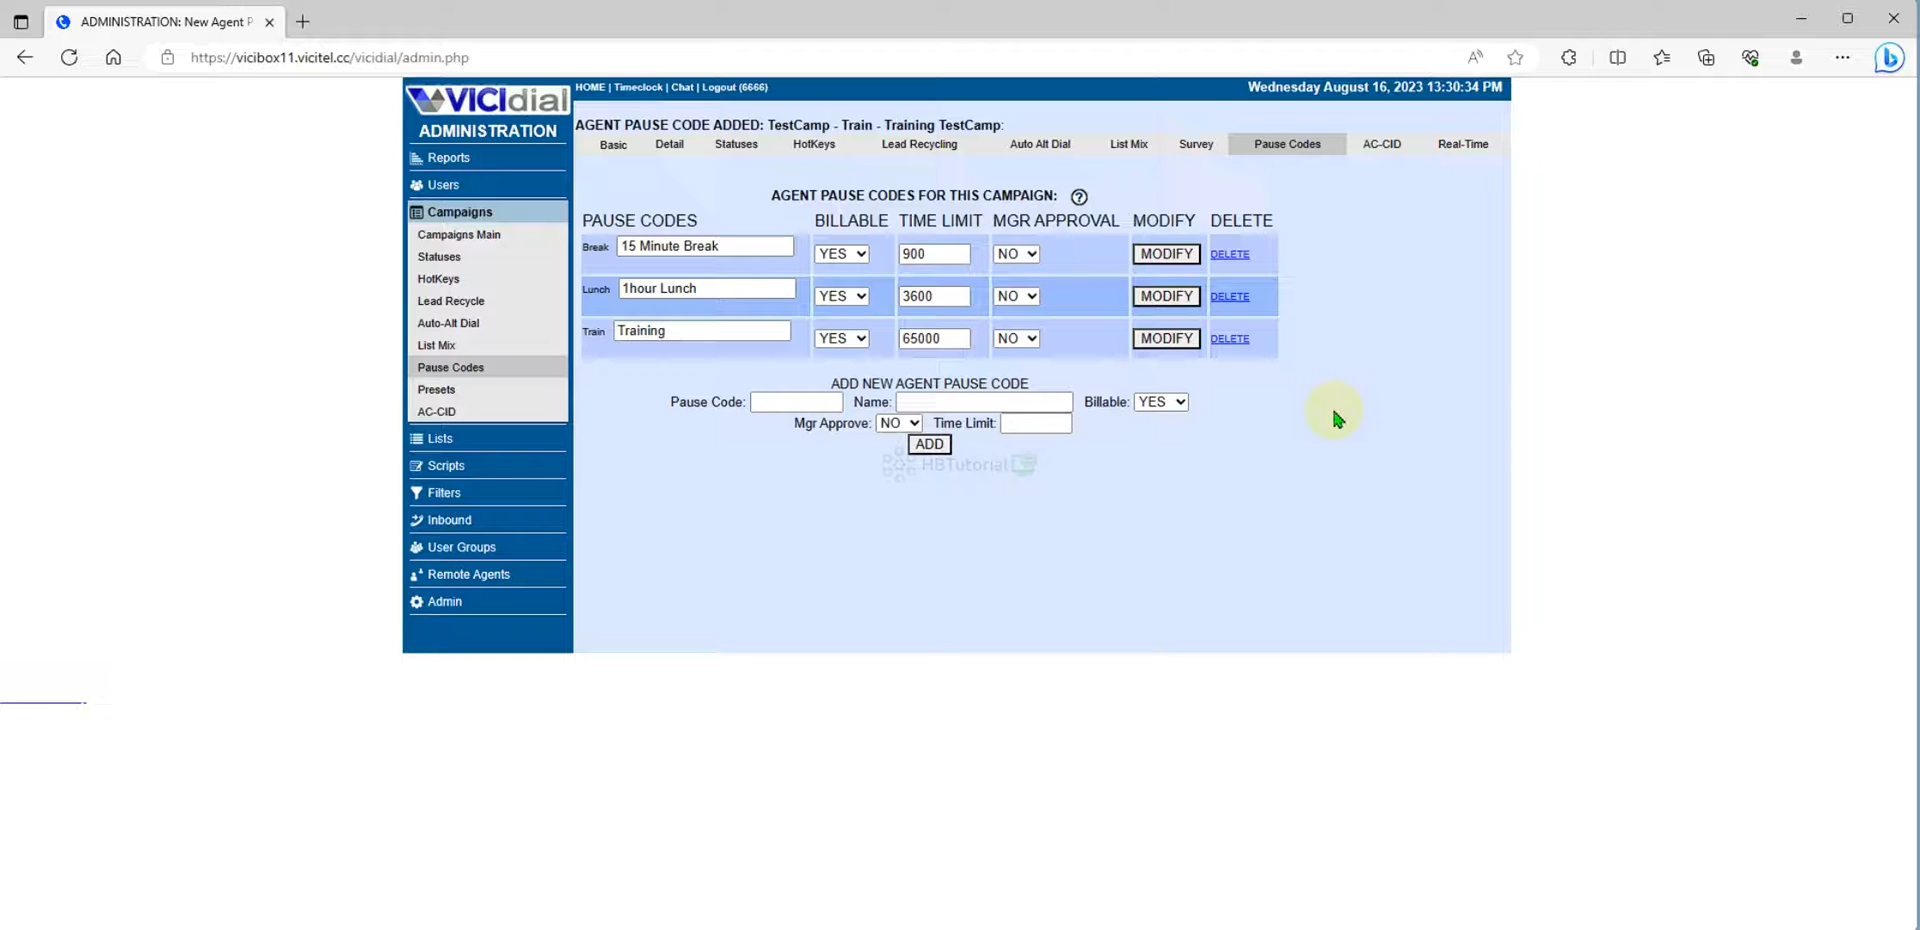 ADMINISTRATION: New Agent P
https://vicibox11.vicitel.cc/vicidial/admin.php
VICIdial
HOME | Timeclock | Chat | Logout (6666)
Wednesday August 16, 2023 13:30:34 PM
ADMINISTRATION
AGENT PAUSE CODE ADDED: TestCamp - Train - Training TestCamp:
Basic Detail Statuses HotKeys Lead Recycling Auto Alt Dial List Mix Survey Pause Codes AC-CID Real-Time
Reports
Users
Campaigns
Campaigns Main
Statuses
HotKeys
Lead Recycle
Auto-Alt Dial
List Mix
Pause Codes
Presets
AC-CID
Lists
Scripts
Filters
Inbound
User Groups
Remote Agents
Admin
AGENT PAUSE CODES FOR THIS CAMPAIGN: ?
PAUSE CODES BILLABLE TIME LIMIT MGR APPROVAL MODIFY DELETE
Break 15 Minute Break YES 900 NO MODIFY DELETE
Lunch 1hour Lunch YES 3600 NO MODIFY DELETE
Train Training YES 65000 NO MODIFY DELETE
ADD NEW AGENT PAUSE CODE
Pause Code: Name: Billable: YES
Mgr Approve: NO Time Limit:
ADD
HBTutorial